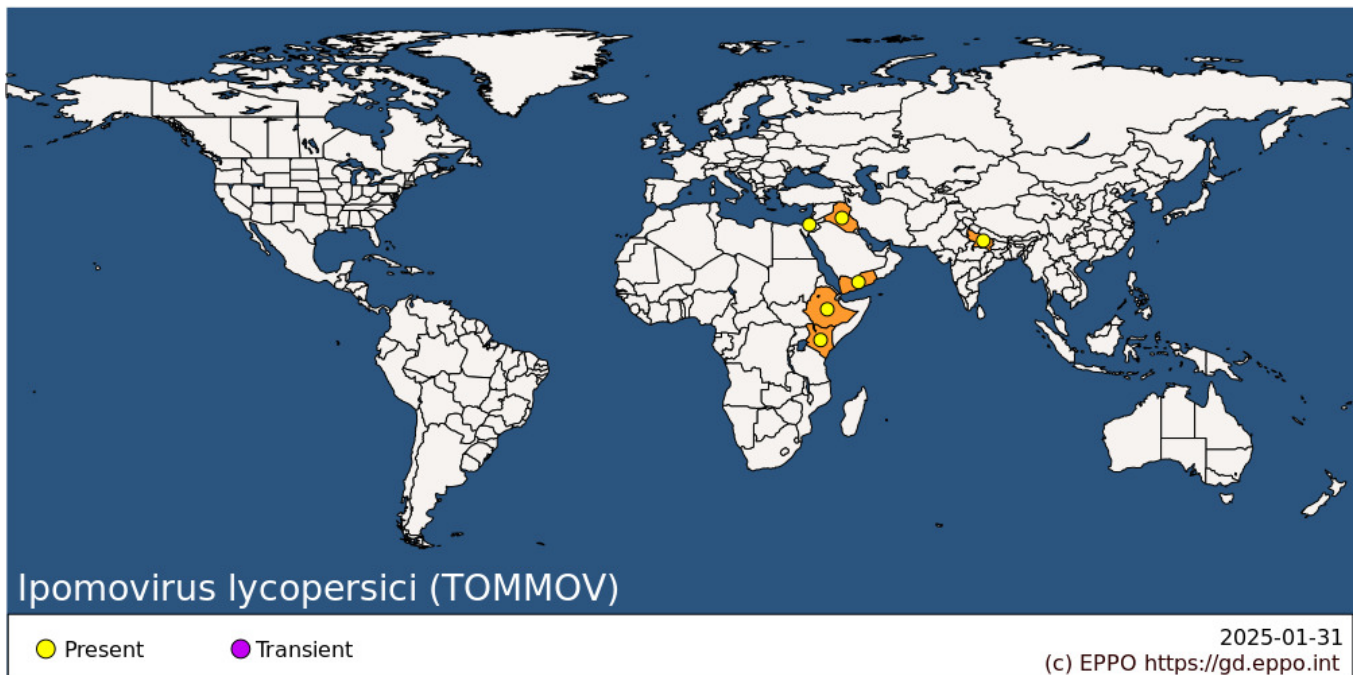 Ipomovirus lycopersici (TOMMOV)
Present
Transient
2025-01-31
(c) EPPO https://gd.eppo.int